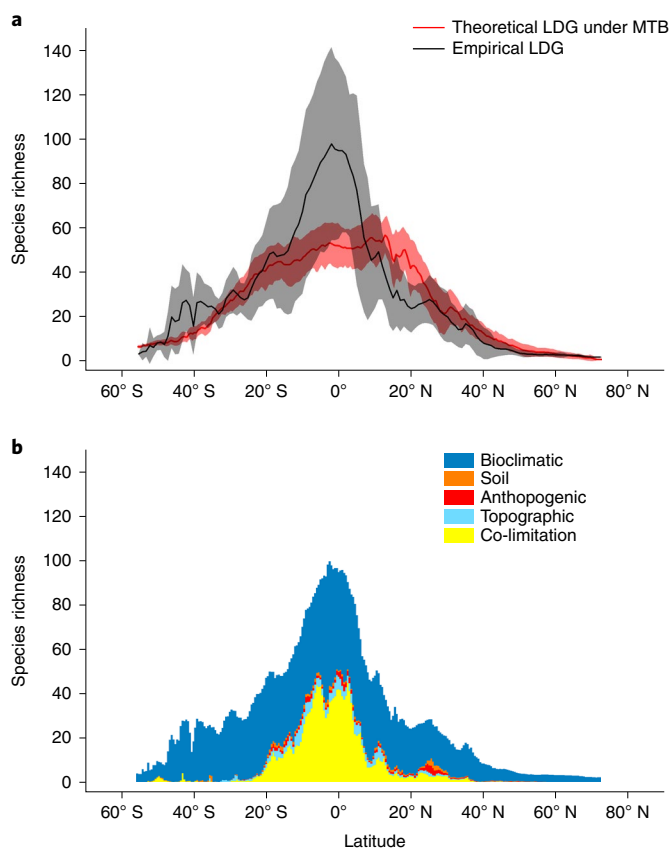 a
Theoretical LDG under MTB
Empirical LDG
140
120
100
80
60
40
20
0
Species richness
60° S 40° S 20° S 0° 20° N 40° N 60° N 80° N
b
Bioclimatic
Soil
Anthopogenic
Topographic
Co-limitation
140
120
100
80
60
40
20
0
Species richness
60° S 40° S 20° S 0° 20° N 40° N 60° N 80° N
Latitude